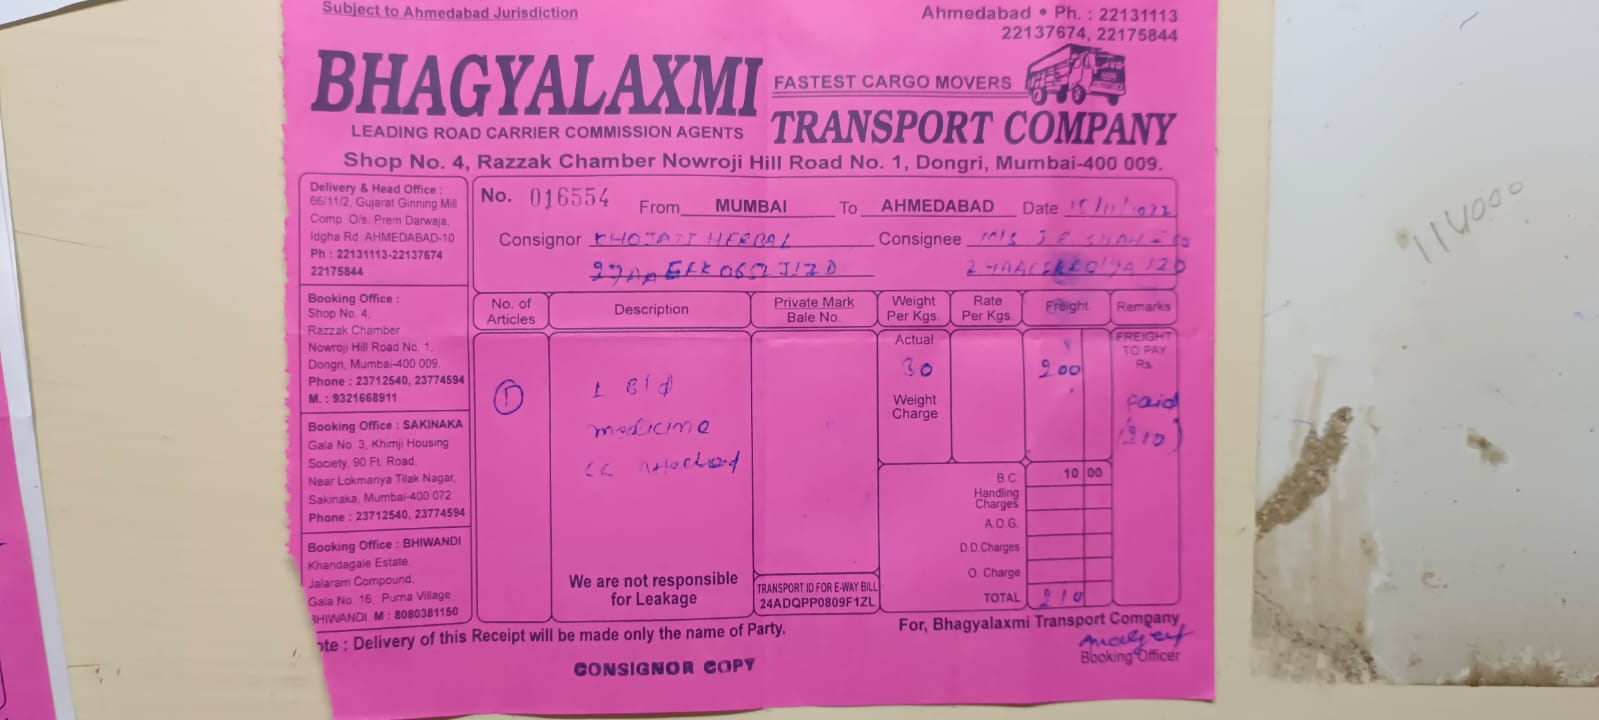 Subject to Ahmedabad Jurisdiction
Ahmedabad • Ph. : 22131113
22137674, 22175844
BHAGYALAXMI
FASTEST CARGO MOVERS
LEADING ROAD CARRIER COMMISSION AGENTS
TRANSPORT COMPANY
Shop No. 4, Razzak Chamber Nowroji Hill Road No. 1, Dongri, Mumbai-400 009.
Delivery & Head Office :
66/11/2, Gujarat Ginning Mill
Comp. O/s. Prem Darwaja,
Idgha Rd. AHMEDABAD-10
Ph : 22131113-22137674
22175844
Booking Office :
Shop No. 4,
Razzak Chamber
Nowroji Hill Road No. 1,
Dongri, Mumbai-400 009.
Phone : 23712540, 23774594
M. : 9321668911
Booking Office : SAKINAKA
Gala No. 3, Khimji Housing
Society, 90 Ft. Road,
Near Lokmanya Tilak Nagar,
Sakinaka, Mumbai-400 072
Phone : 23712540, 23774594
Booking Office : BHIWANDI
Khandagale Estate,
Jalaram Compound,
Gala No. 16, Purna Village
BHIWANDI. M : 8080381150
No. 016554 From MUMBAI To AHMEDABAD Date 15/11/2022
Consignor KHOJATI HERBAL Consignee M/S
No. of Articles
Description
Private Mark Bale No.
Weight Per Kgs.
Rate Per Kgs.
Freight
Remarks
1
1
medicine
Actual
30
Weight
Charge
200
FREIGHT
TO PAY
Rs.
Paid
(210)
B.C. 10 00
Handling
Charges
A.O.G.
D.D.Charges
O. Charge
TOTAL 210
We are not responsible
for Leakage
TRANSPORT ID FOR E-WAY BILL
24ADQPP0809F1ZL
ote : Delivery of this Receipt will be made only the name of Party.
For, Bhagyalaxmi Transport Company
Booking Officer
CONSIGNOR COPY